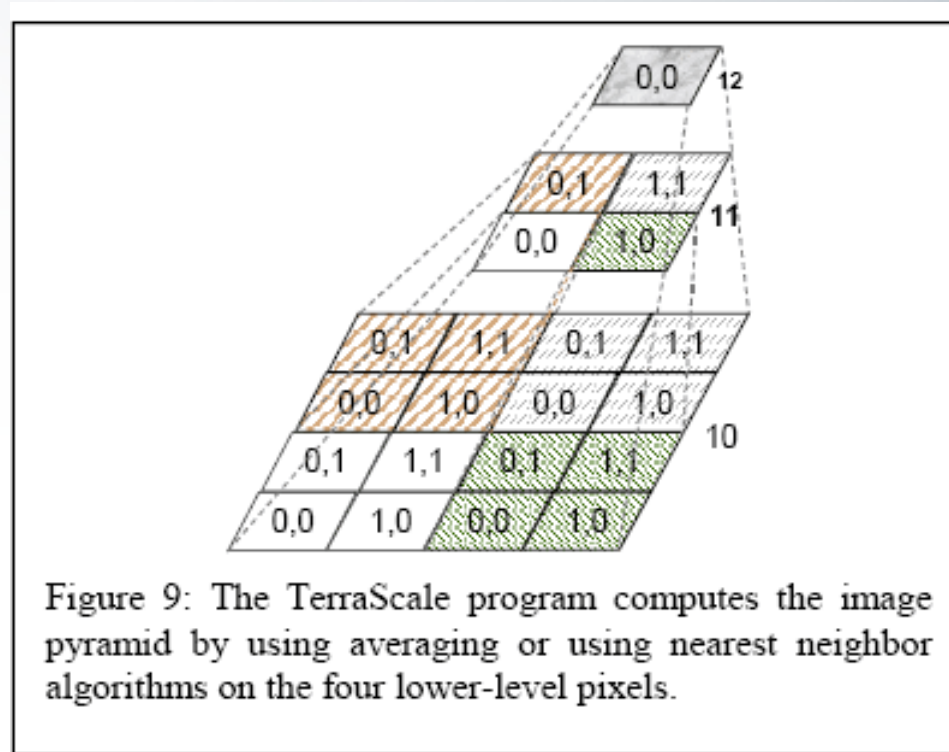 0,0 12
0,1 1,1
11
0,0 1,0
0,1 1,1 0,1 1,1
0,0 1,0 0,0 1,0
10
0,1 1,1 0,1 1,1
0,0 1,0 0,0 1,0
Figure 9: The TerraScale program computes the image
pyramid by using averaging or using nearest neighbor
algorithms on the four lower-level pixels.